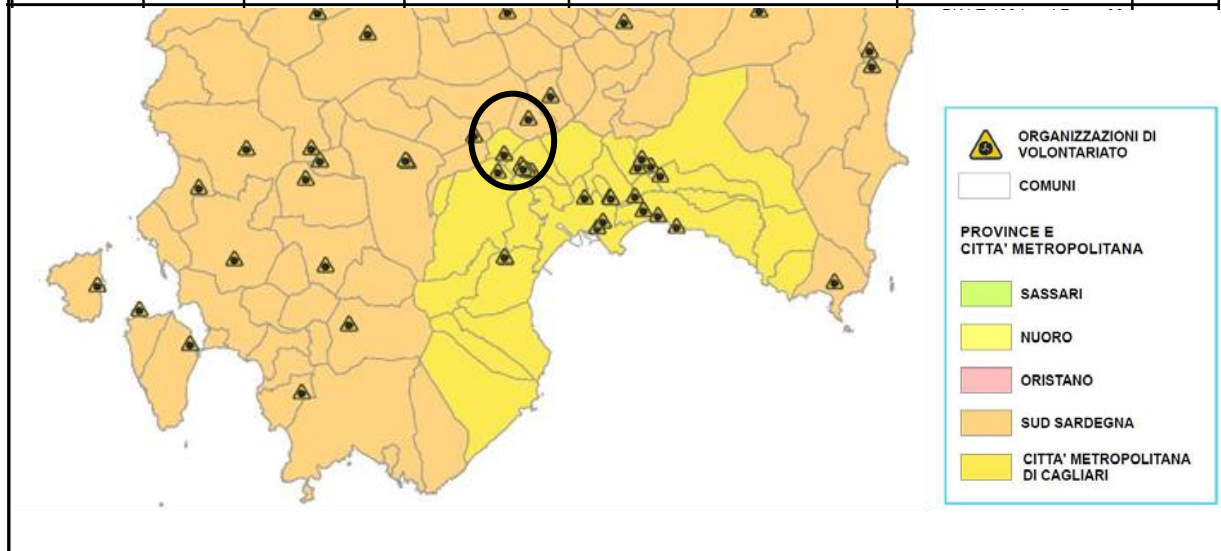 ORGANIZZAZIONI DI
VOLONTARIATO
COMUNI
PROVINCE E
CITTA' METROPOLITANA
SASSARI
NUORO
ORISTANO
SUD SARDEGNA
CITTA' METROPOLITANA
DI CAGLIARI